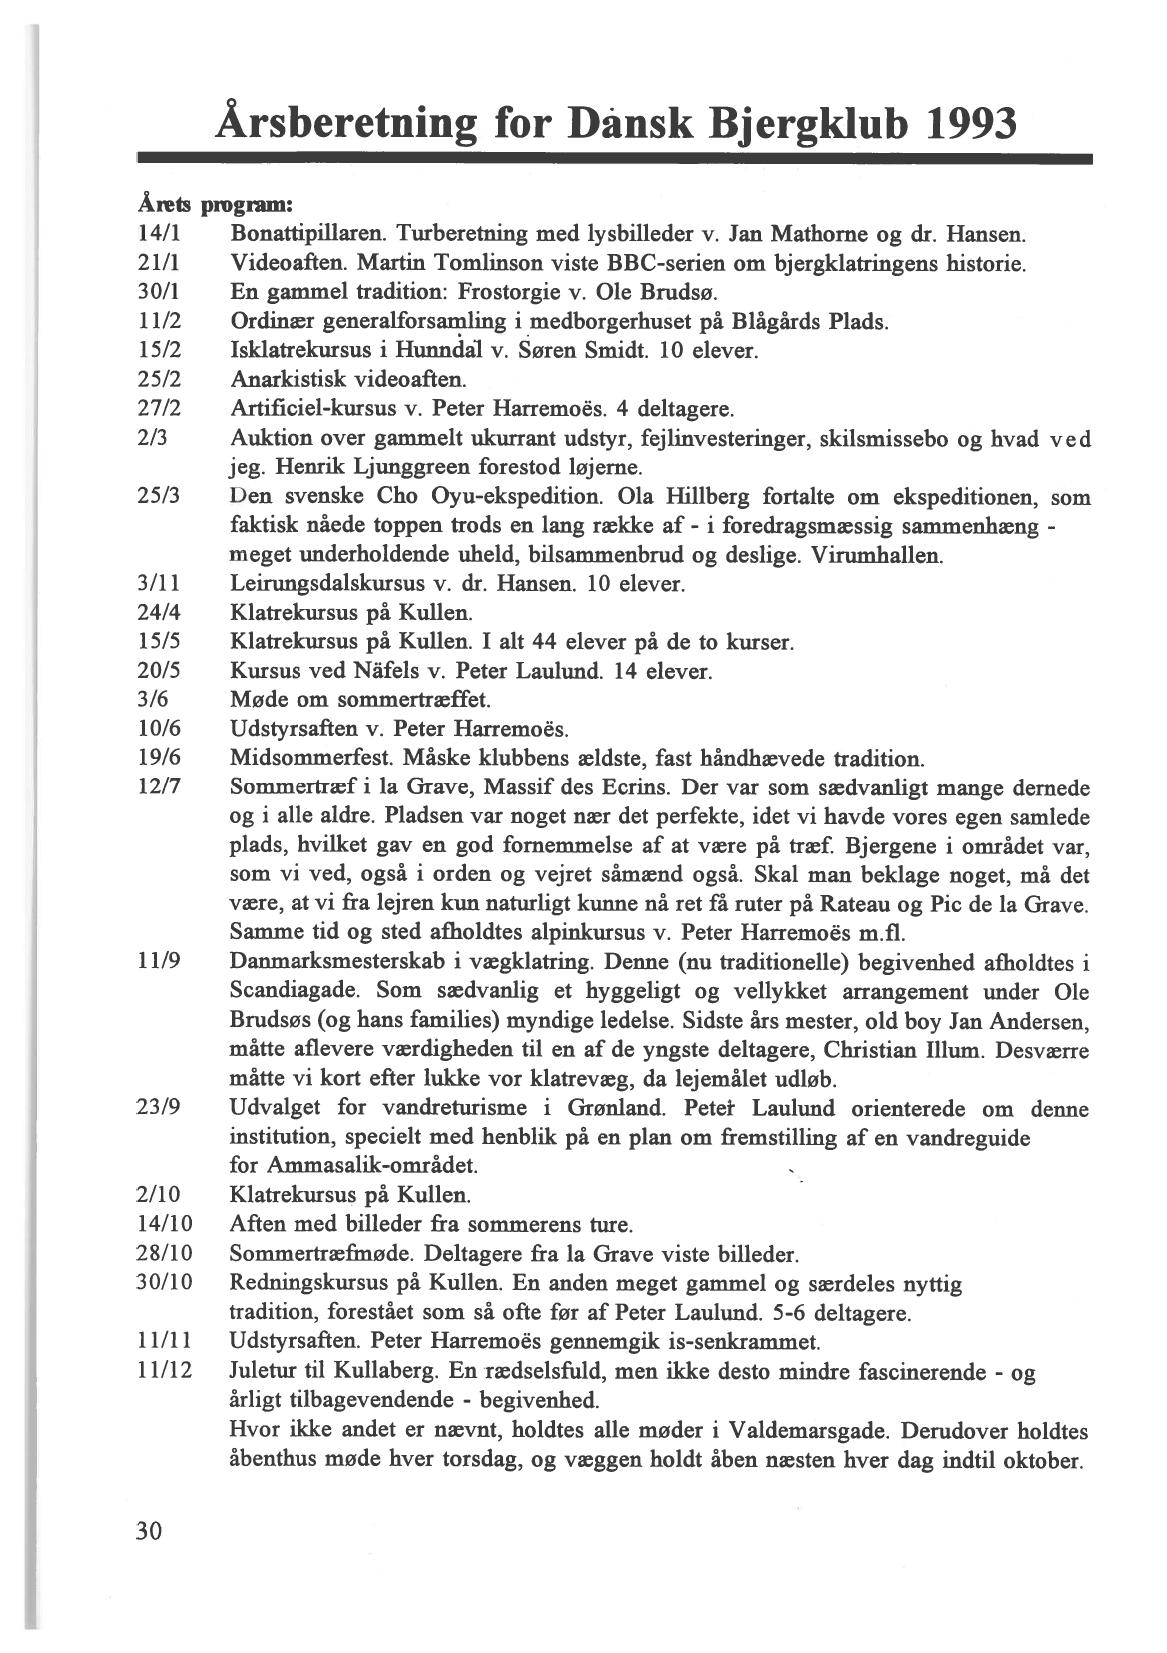 Årsberetning for Dansk Bjergklub 1993
Årets program:
14/1 Bonattipillaren. Turberetning med lysbilleder v. Jan Mathorne og dr. Hansen.
21/1 Videoaften. Martin Tomlinson viste BBC-serien om bjergklatringens historie.
30/1 En gammel tradition: Frostorgie v. Ole Brudsø.
11/2 Ordinær generalforsamling i medborgerhuset på Blågårds Plads.
15/2 Isklatrekursus i Hunndal v. Søren Smidt. 10 elever.
25/2 Anarkistisk videoaften.
27/2 Artificiel-kursus v. Peter Harremoës. 4 deltagere.
2/3 Auktion over gammelt ukurrant udstyr, fejlinvesteringer, skilsmissebo og hvad ved
jeg. Henrik Ljunggreen forestod løjerne.
25/3 Den svenske Cho Oyu-ekspedition. Ola Hillberg fortalte om ekspeditionen, som
faktisk nåede toppen trods en lang række af - i foredragsmæssig sammenhæng -
meget underholdende uheld, bilsammenbrud og deslige. Virumhallen.
3/11 Leirungsdalskursus v. dr. Hansen. 10 elever.
24/4 Klatrekursus på Kullen.
15/5 Klatrekursus på Kullen. I alt 44 elever på de to kurser.
20/5 Kursus ved Näfels v. Peter Laulund. 14 elever.
3/6 Møde om sommertræffet.
10/6 Udstyrsaften v. Peter Harremoës.
19/6 Midsommerfest. Måske klubbens ældste, fast håndhævede tradition.
12/7 Sommertræf i la Grave, Massif des Ecrins. Der var som sædvanligt mange dernede
og i alle aldre. Pladsen var noget nær det perfekte, idet vi havde vores egen samlede
plads, hvilket gav en god fornemmelse af at være på træf. Bjergene i området var,
som vi ved, også i orden og vejret såmænd også. Skal man beklage noget, må det
være, at vi fra lejren kun naturligt kunne nå ret få ruter på Rateau og Pic de la Grave.
Samme tid og sted afholdtes alpinkursus v. Peter Harremoës m.fl.
11/9 Danmarksmesterskab i vægklatring. Denne (nu traditionelle) begivenhed afholdtes i
Scandiagade. Som sædvanlig et hyggeligt og vellykket arrangement under Ole
Brudsøs (og hans families) myndige ledelse. Sidste års mester, old boy Jan Andersen,
måtte aflevere værdigheden til en af de yngste deltagere, Christian Illum. Desværre
måtte vi kort efter lukke vor klatrevæg, da lejemålet udløb.
23/9 Udvalget for vandreturisme i Grønland. Peter Laulund orienterede om denne
institution, specielt med henblik på en plan om fremstilling af en vandreguide
for Ammasalik-området.
2/10 Klatrekursus på Kullen.
14/10 Aften med billeder fra sommerens ture.
28/10 Sommertræfmøde. Deltagere fra la Grave viste billeder.
30/10 Redningskursus på Kullen. En anden meget gammel og særdeles nyttig
tradition, forestået som så ofte før af Peter Laulund. 5-6 deltagere.
11/11 Udstyrsaften. Peter Harremoës gennemgik is-senkrammet.
11/12 Juletur til Kullaberg. En rædselsfuld, men ikke desto mindre fascinerende - og
årligt tilbagevendende - begivenhed.
Hvor ikke andet er nævnt, holdtes alle møder i Valdemarsgade. Derudover holdtes
åbenthus møde hver torsdag, og væggen holdt åben næsten hver dag indtil oktober.
30